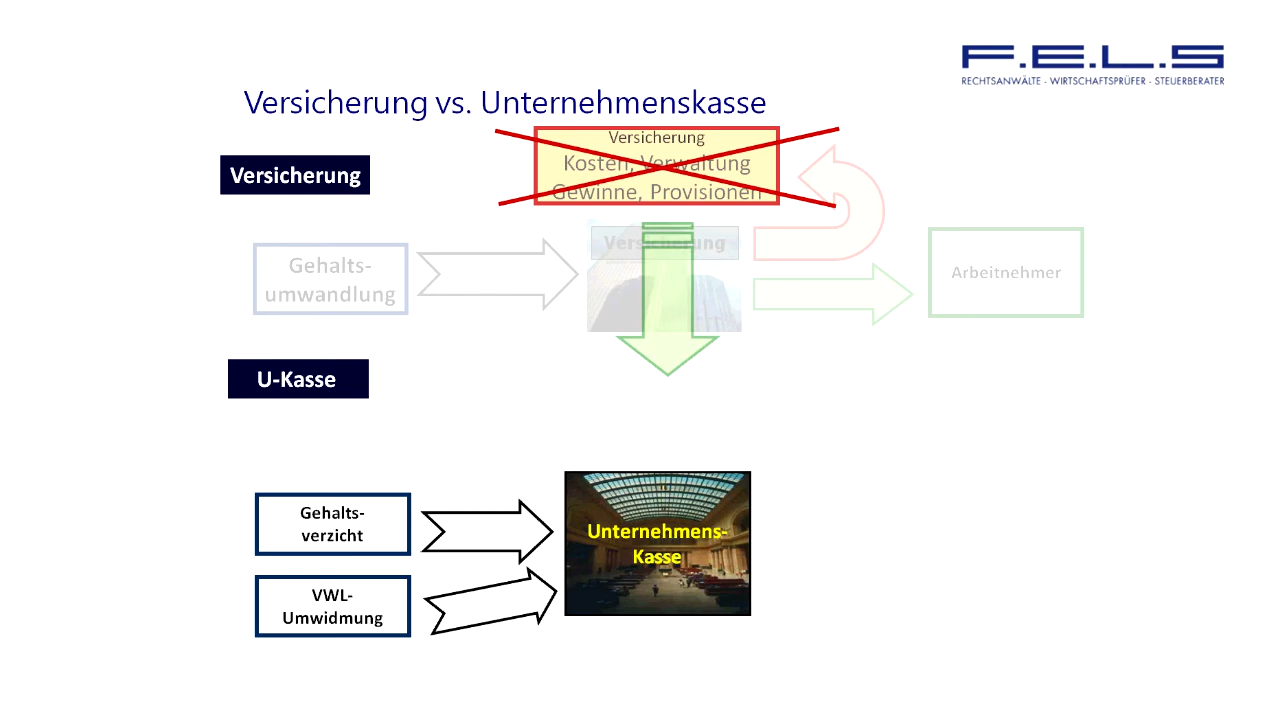 F.E.L.S
RECHTSANWÄLTE - WIRTSCHAFTSPRÜFER - STEUERBERATER
Versicherung vs. Unternehmenskasse
Versicherung
Versicherung
Kosten, Verwaltung
Gewinne, Provisionen
Gehalts-
umwandlung
Versicherung
Arbeitnehmer
U-Kasse
Gehalts-
verzicht
Unternehmens-
Kasse
VWL-
Umwidmung